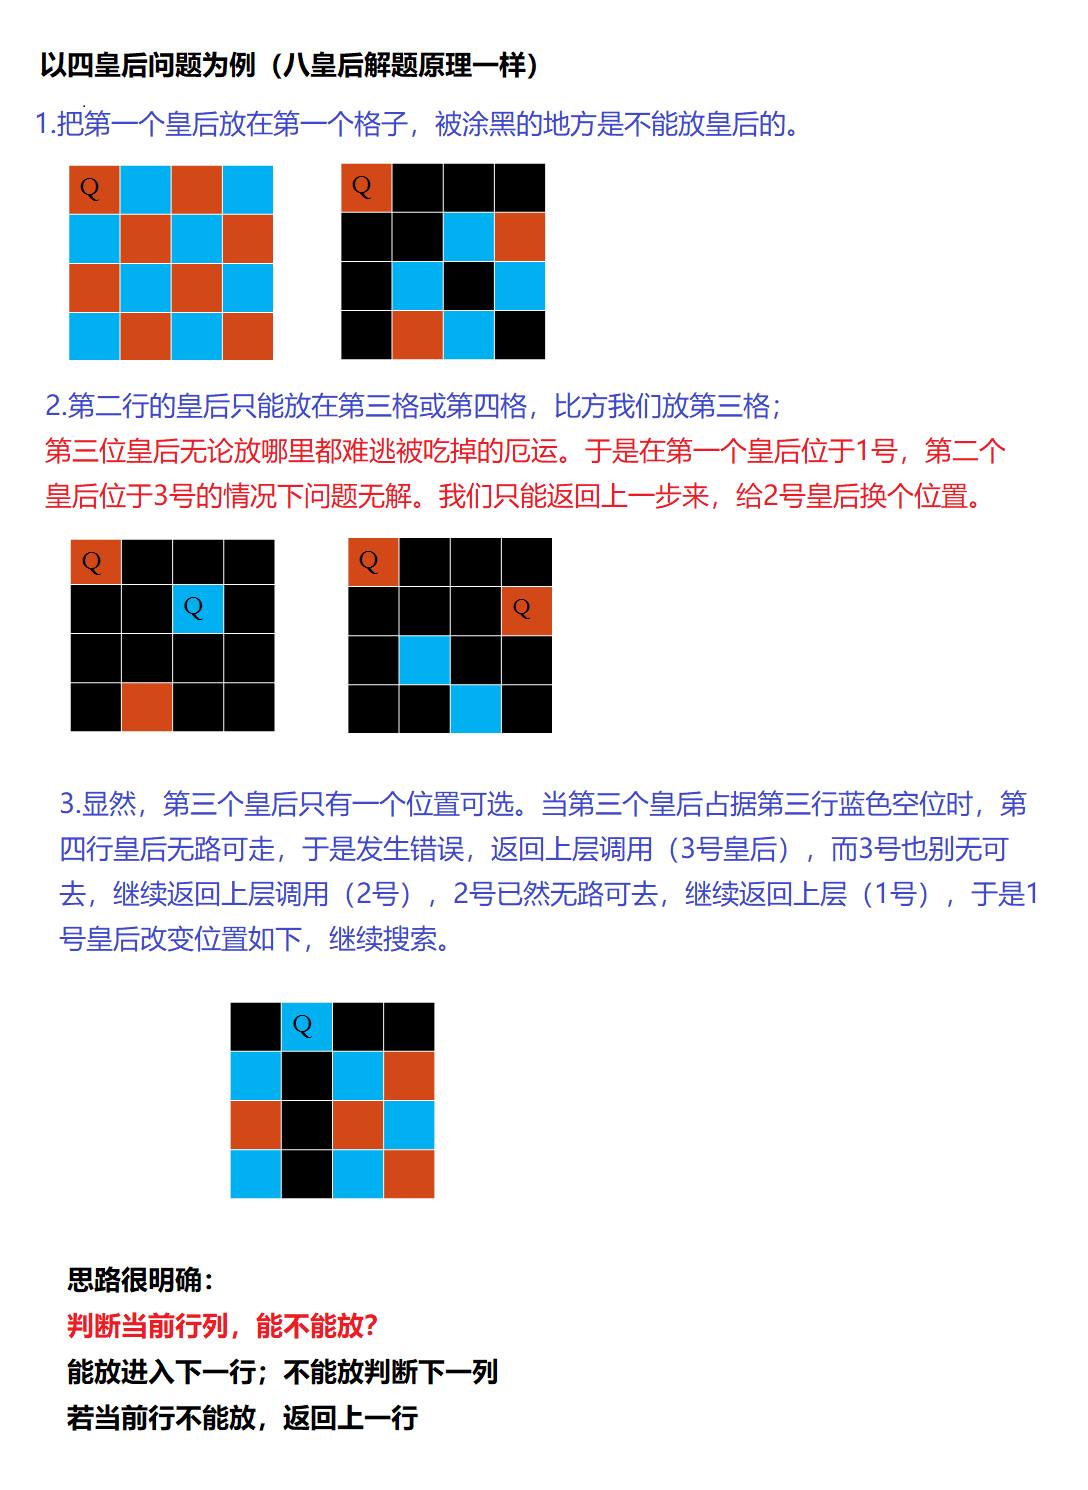 以四皇后问题为例（八皇后解题原理一样）
1.把第一个皇后放在第一个格子，被涂黑的地方是不能放皇后的。
Q
Q
2.第二行的皇后只能放在第三格或第四格，比方我们放第三格；
第三位皇后无论放哪里都难逃被吃掉的厄运。于是在第一个皇后位于1号，第二个
皇后位于3号的情况下问题无解。我们只能返回上一步来，给2号皇后换个位置。
Q
Q
Q
Q
3.显然，第三个皇后只有一个位置可选。当第三个皇后占据第三行蓝色空位时，第
四行皇后无路可走，于是发生错误，返回上层调用（3号皇后），而3号也别无可
去，继续返回上层调用（2号），2号已然无路可去，继续返回上层（1号），于是1
号皇后改变位置如下，继续搜索。
Q
思路很明确：
判断当前行列，能不能放？
能放进入下一行；不能放判断下一列
若当前行不能放，返回上一行